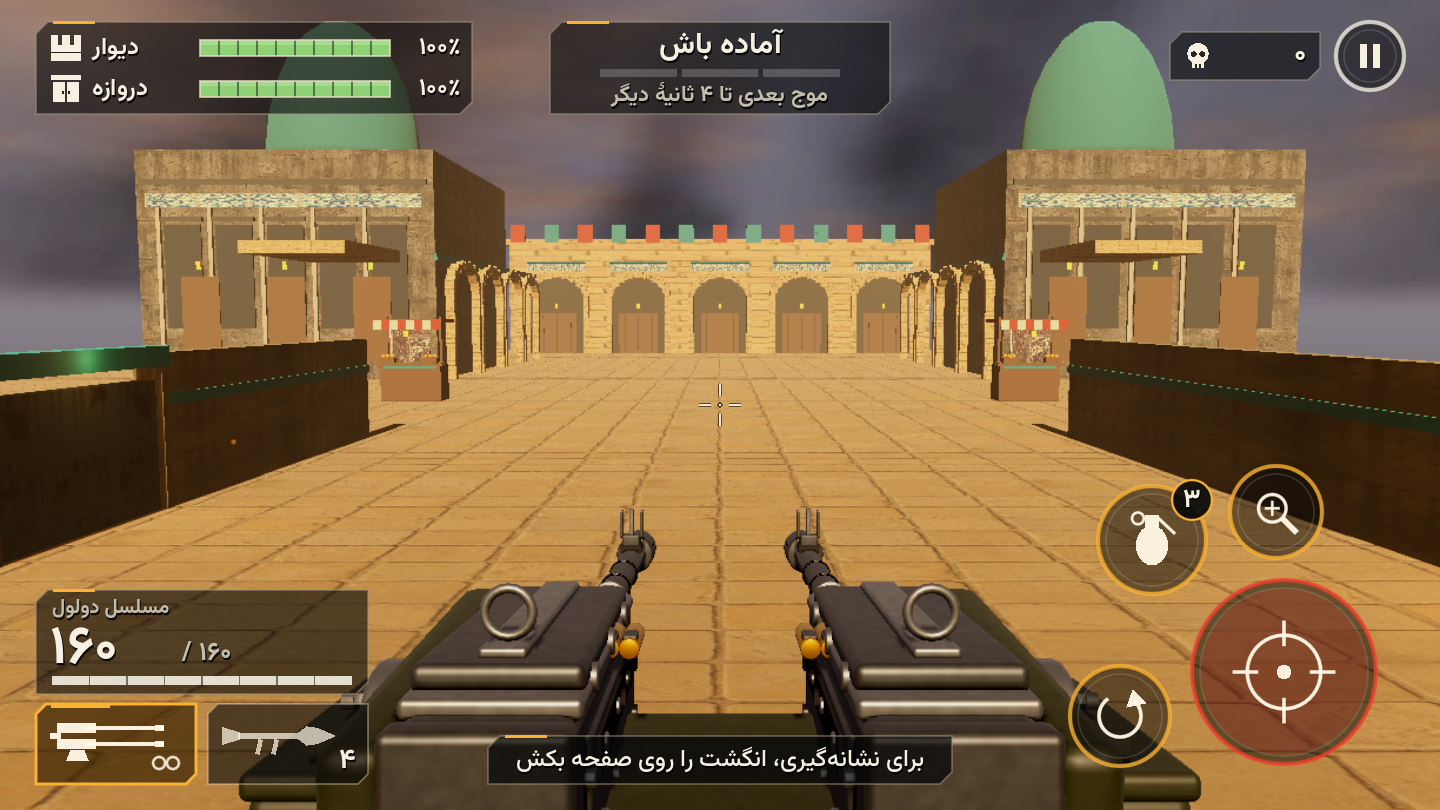 دیوار ۱۰۰٪
دروازه ۱۰۰٪
آماده باش
موج بعدی تا ۴ ثانیهٔ دیگر
۰
۳
مسلسل دولول
۱۶۰ / ۱۶۰
∞
۴
برای نشانه‌گیری، انگشت را روی صفحه بکش